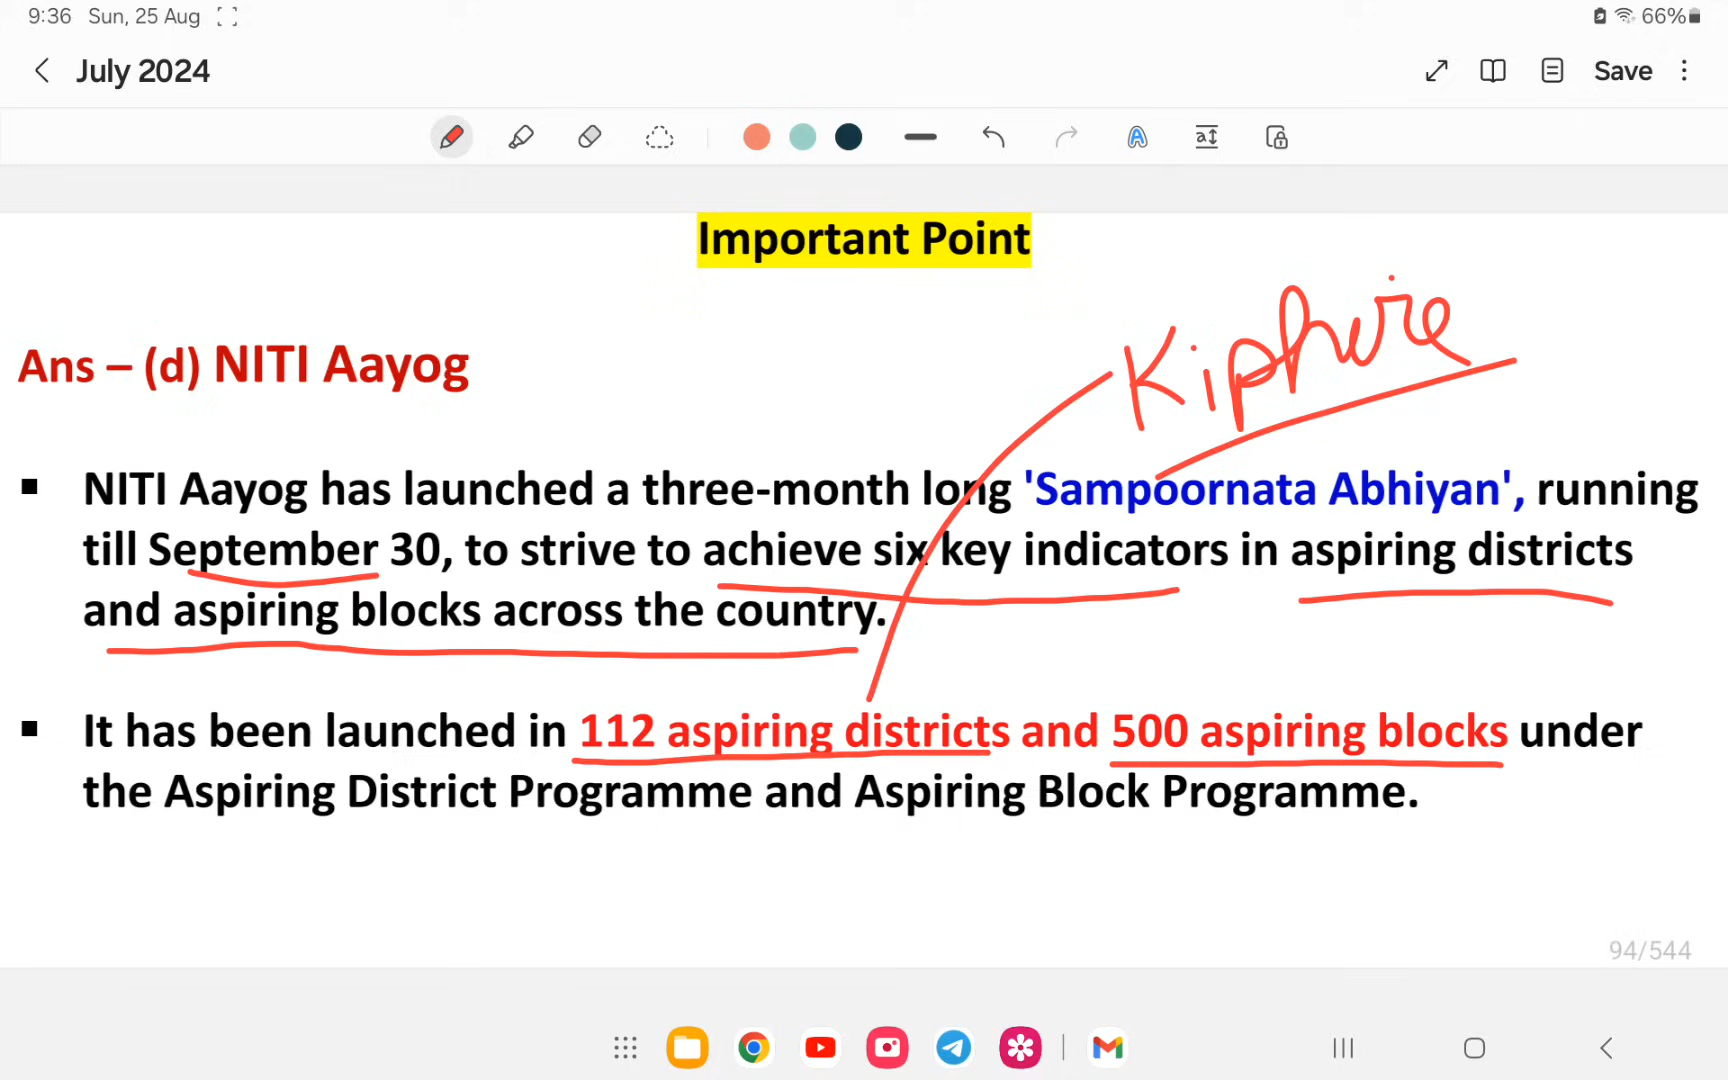 9:36 Sun, 25 Aug
66%
July 2024
Save
Important Point
Kiphire
Ans – (d) NITI Aayog
▪ NITI Aayog has launched a three-month long 'Sampoornata Abhiyan', running
till September 30, to strive to achieve six key indicators in aspiring districts
and aspiring blocks across the country.
▪ It has been launched in 112 aspiring districts and 500 aspiring blocks under
the Aspiring District Programme and Aspiring Block Programme.
94/544